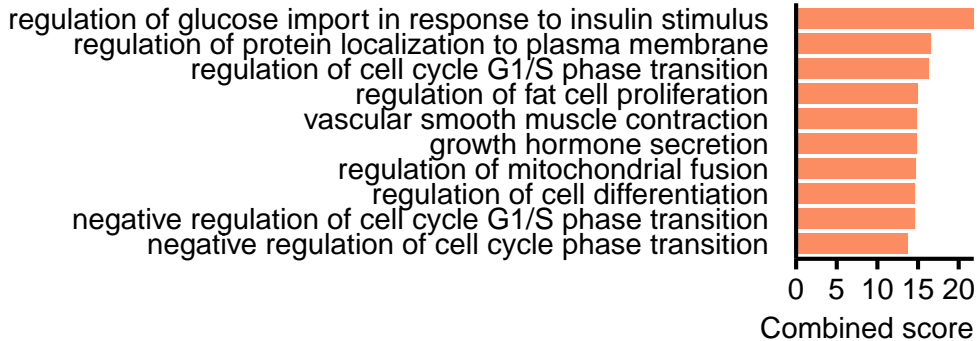 regulation of glucose import in response to insulin stimulus
regulation of protein localization to plasma membrane
regulation of cell cycle G1/S phase transition
regulation of fat cell proliferation
vascular smooth muscle contraction
growth hormone secretion
regulation of mitochondrial fusion
regulation of cell differentiation
negative regulation of cell cycle G1/S phase transition
negative regulation of cell cycle phase transition
0 5 10 15 20
Combined score